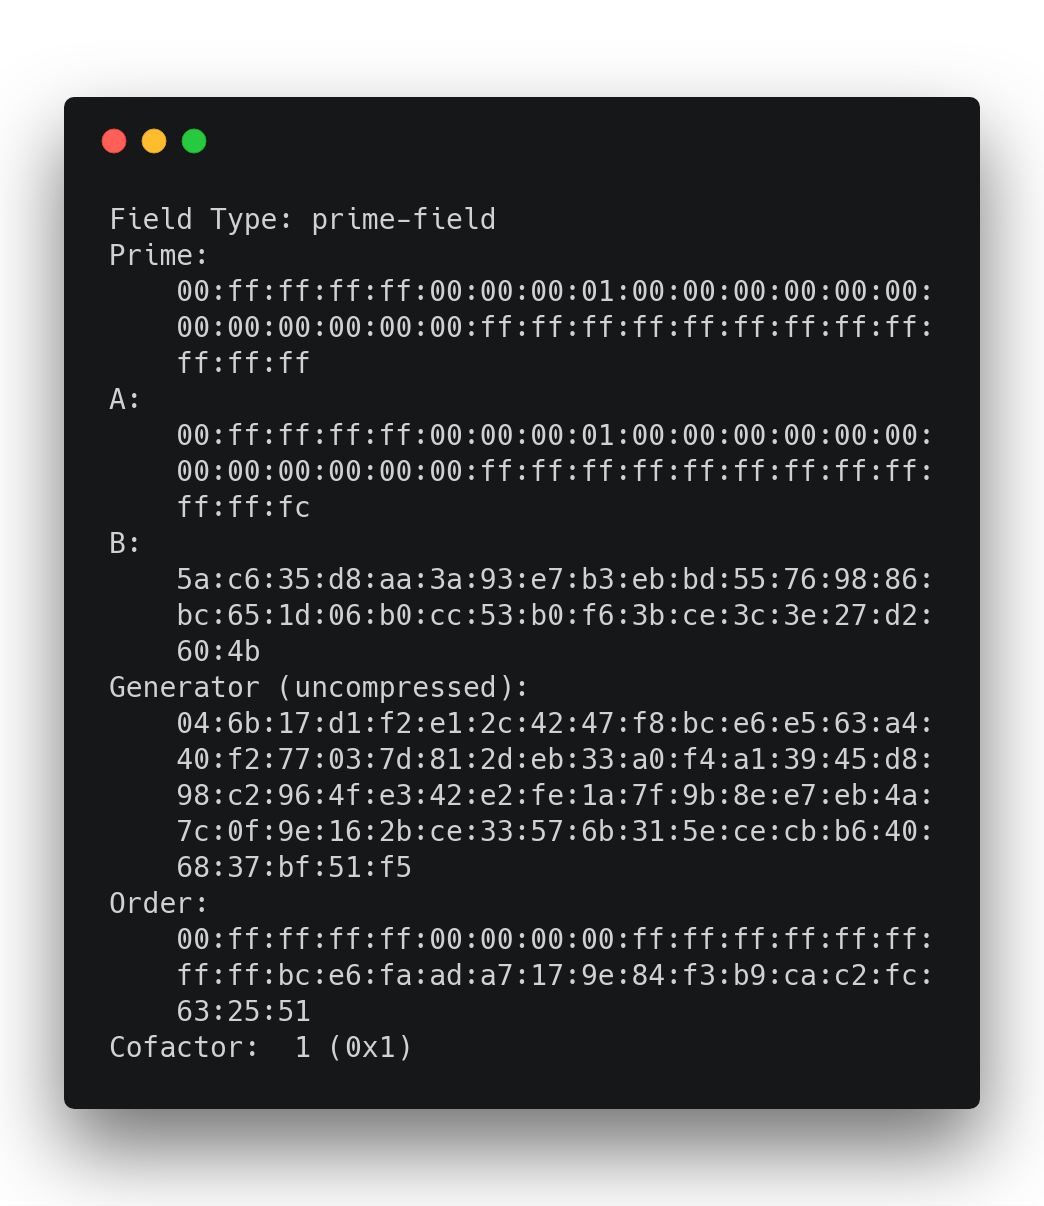 Field Type: prime-field
Prime:
    00:ff:ff:ff:ff:00:00:00:01:00:00:00:00:00:00:
    00:00:00:00:00:00:ff:ff:ff:ff:ff:ff:ff:ff:ff:
    ff:ff:ff
A:
    00:ff:ff:ff:ff:00:00:00:01:00:00:00:00:00:00:
    00:00:00:00:00:00:ff:ff:ff:ff:ff:ff:ff:ff:ff:
    ff:ff:fc
B:
    5a:c6:35:d8:aa:3a:93:e7:b3:eb:bd:55:76:98:86:
    bc:65:1d:06:b0:cc:53:b0:f6:3b:ce:3c:3e:27:d2:
    60:4b
Generator (uncompressed):
    04:6b:17:d1:f2:e1:2c:42:47:f8:bc:e6:e5:63:a4:
    40:f2:77:03:7d:81:2d:eb:33:a0:f4:a1:39:45:d8:
    98:c2:96:4f:e3:42:e2:fe:1a:7f:9b:8e:e7:eb:4a:
    7c:0f:9e:16:2b:ce:33:57:6b:31:5e:ce:cb:b6:40:
    68:37:bf:51:f5
Order:
    00:ff:ff:ff:ff:00:00:00:00:ff:ff:ff:ff:ff:ff:
    ff:ff:bc:e6:fa:ad:a7:17:9e:84:f3:b9:ca:c2:fc:
    63:25:51
Cofactor:  1 (0x1)